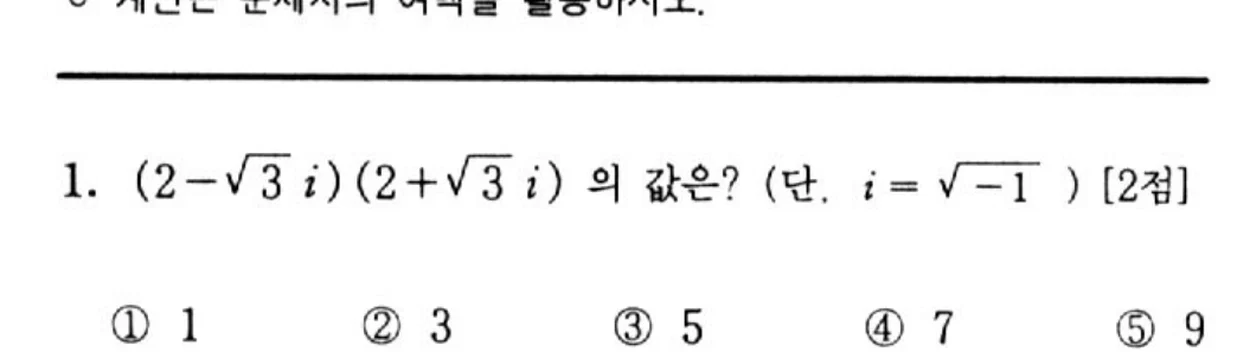 1. (2-√3 i)(2+√3 i) 의 값은? (단, i = √-1 ) [2점]
① 1 ② 3 ③ 5 ④ 7 ⑤ 9